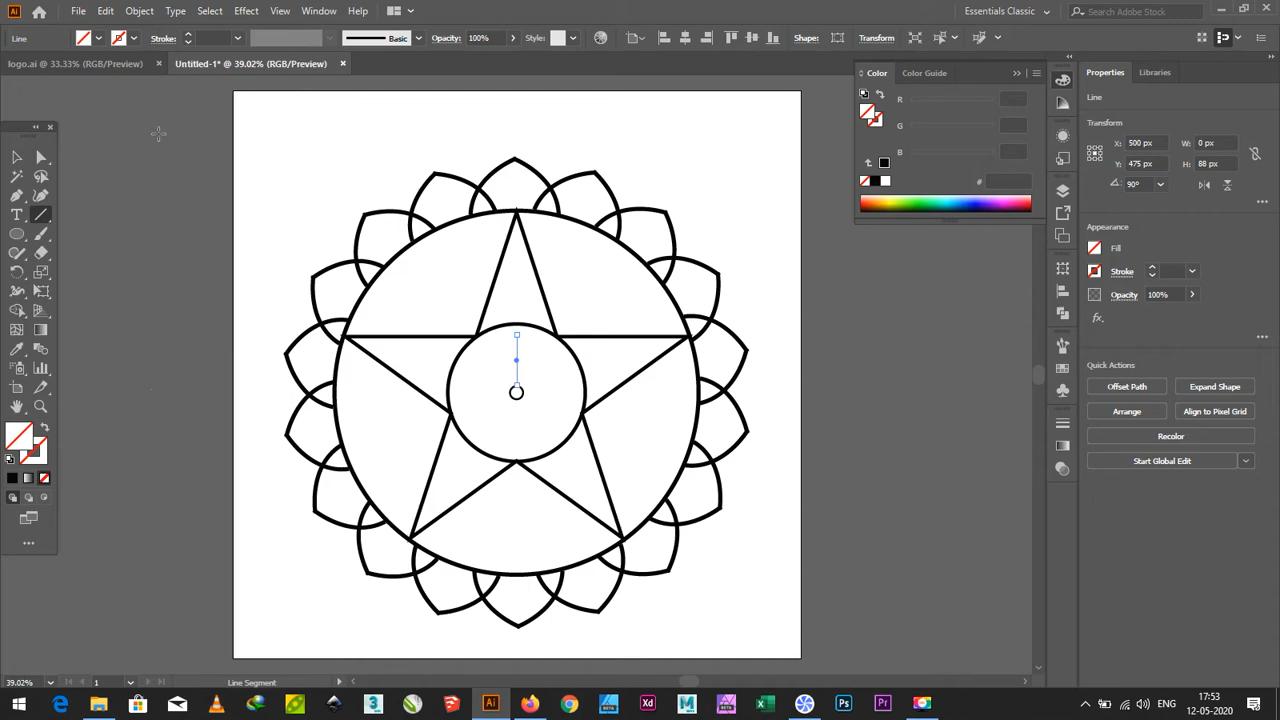 Ai File Edit Object Type Select Effect View Window Help Essentials Classic Search Adobe Stock
Line Stroke: Basic Opacity: 100% Style: Shape: Transform
logo.ai @ 33.33% (RGB/Preview) Untitled-1* @ 39.02% (RGB/Preview)
Color Color Guide
R
G
B
#
Properties Libraries
Line
Transform
X: 500 px W: 0 px
Y: 475 px H: 88 px
90°
Appearance
Fill
Stroke
Opacity 100%
fx.
Quick Actions
Offset Path Expand Shape
Arrange Align to Pixel Grid
Recolor
Start Global Edit
39.02% 1 Line Segment
Ai Xd Ps Pr ENG 17:53
12-05-2020